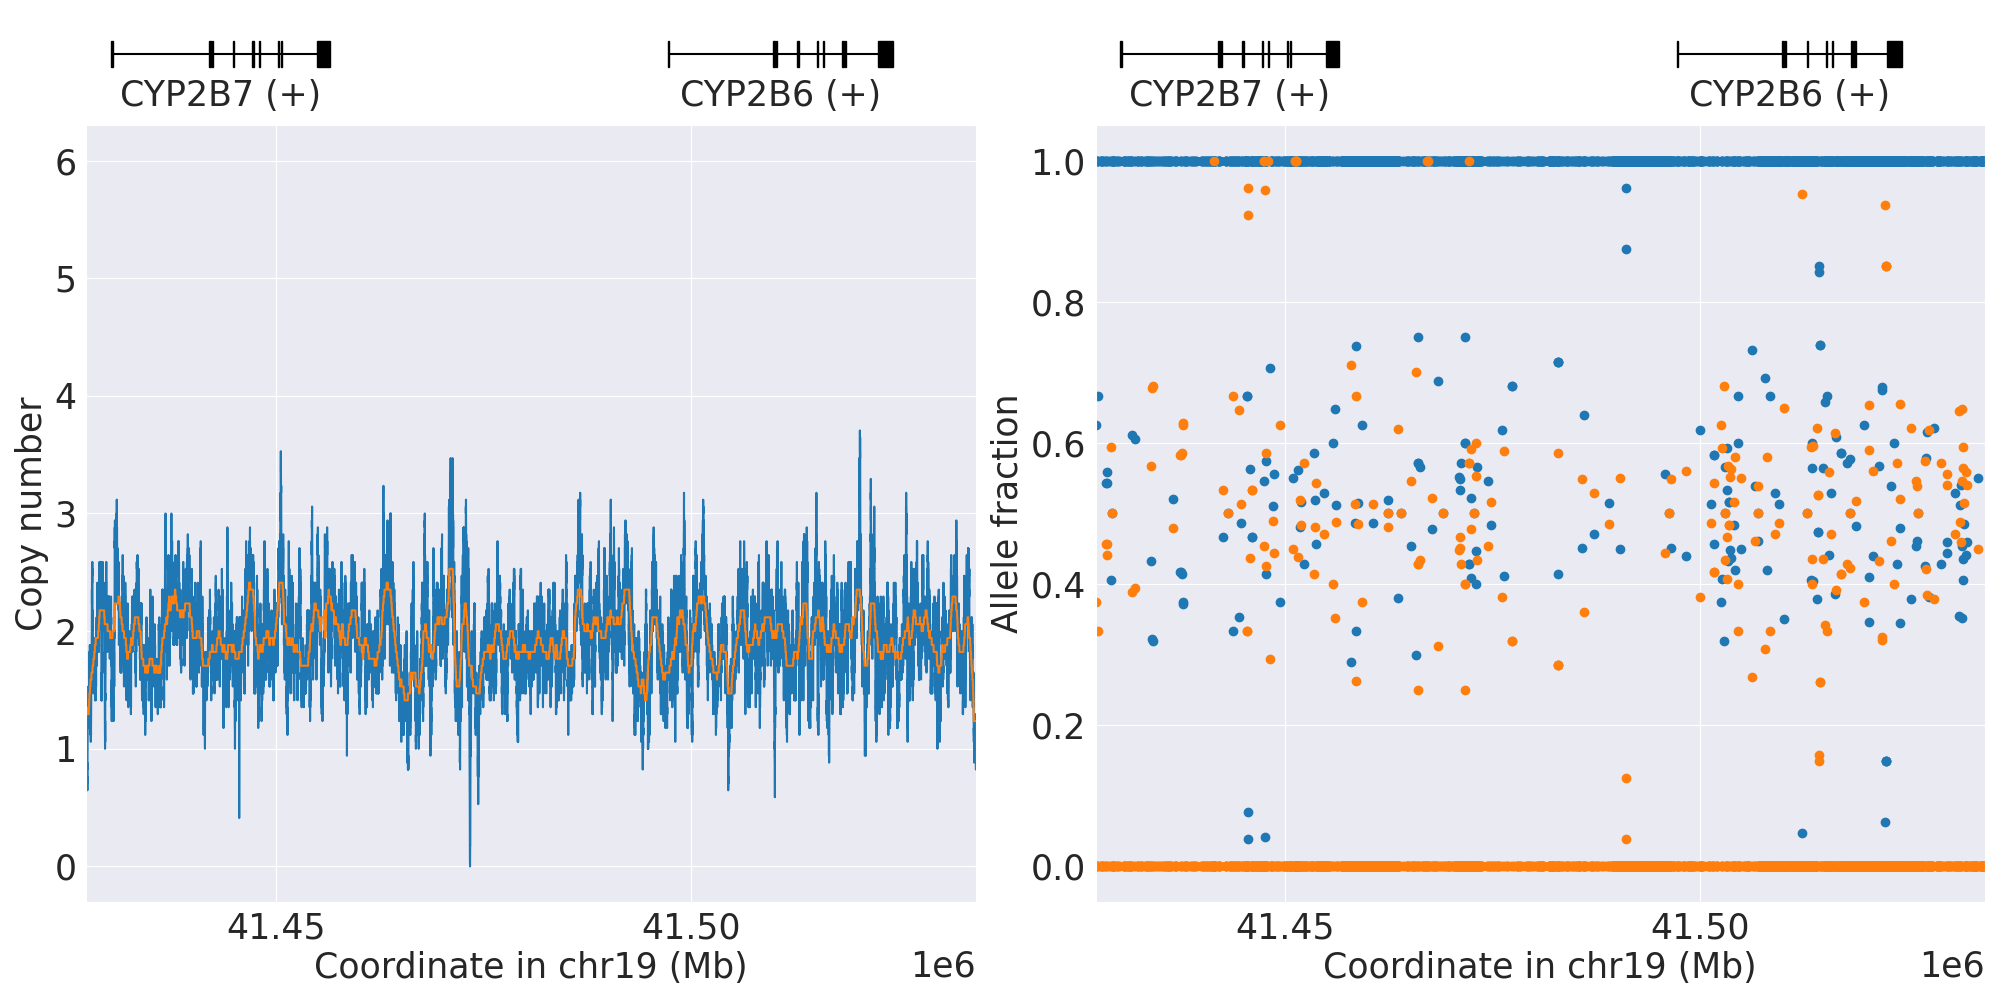 CYP2B7 (+)
CYP2B6 (+)
CYP2B7 (+)
CYP2B6 (+)
6
5
4
3
2
1
0
Copy number
41.45
41.50
Coordinate in chr19 (Mb)
1e6
1.0
0.8
0.6
0.4
0.2
0.0
Allele fraction
41.45
41.50
Coordinate in chr19 (Mb)
1e6